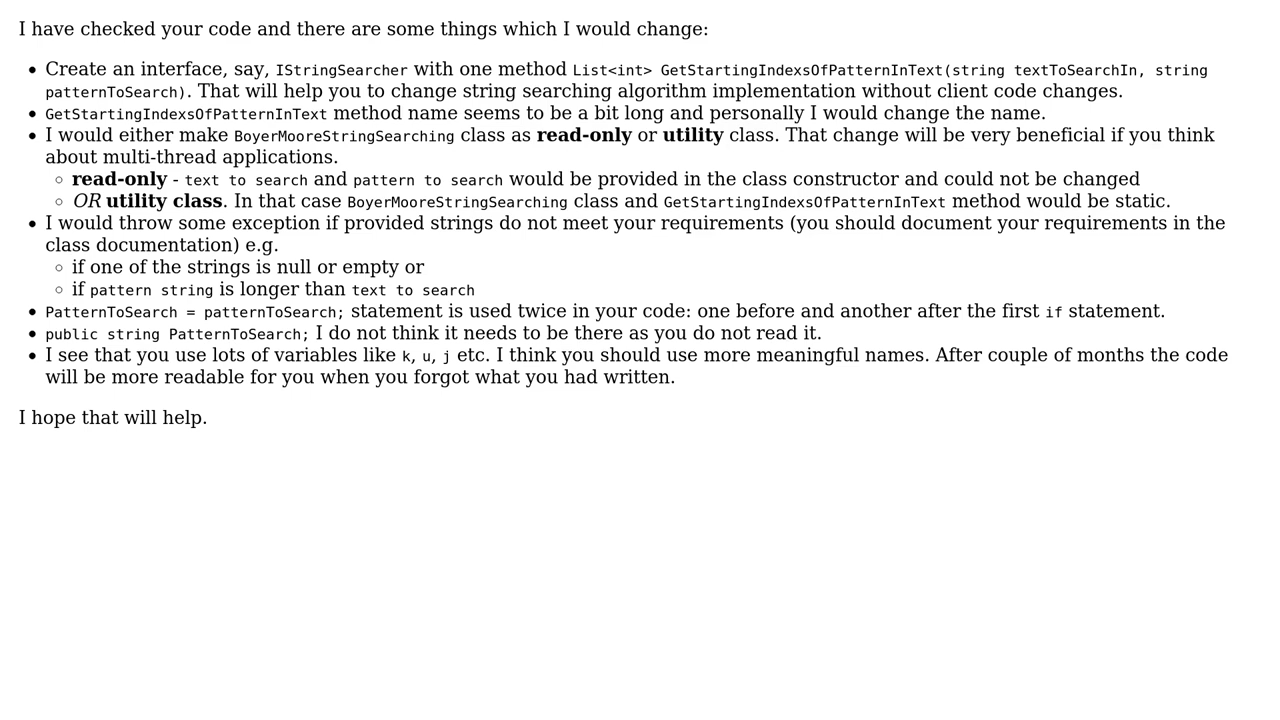 I have checked your code and there are some things which I would change:
• Create an interface, say, IStringSearcher with one method List<int> GetStartingIndexsOfPatternInText(string textToSearchIn, string
patternToSearch). That will help you to change string searching algorithm implementation without client code changes.
• GetStartingIndexsOfPatternInText method name seems to be a bit long and personally I would change the name.
• I would either make BoyerMooreStringSearching class as read-only or utility class. That change will be very beneficial if you think
about multi-thread applications.
◦ read-only - text to search and pattern to search would be provided in the class constructor and could not be changed
◦ OR utility class. In that case BoyerMooreStringSearching class and GetStartingIndexsOfPatternInText method would be static.
• I would throw some exception if provided strings do not meet your requirements (you should document your requirements in the
class documentation) e.g.
◦ if one of the strings is null or empty or
◦ if pattern string is longer than text to search
• PatternToSearch = patternToSearch; statement is used twice in your code: one before and another after the first if statement.
• public string PatternToSearch; I do not think it needs to be there as you do not read it.
• I see that you use lots of variables like k, u, j etc. I think you should use more meaningful names. After couple of months the code
will be more readable for you when you forgot what you had written.
I hope that will help.